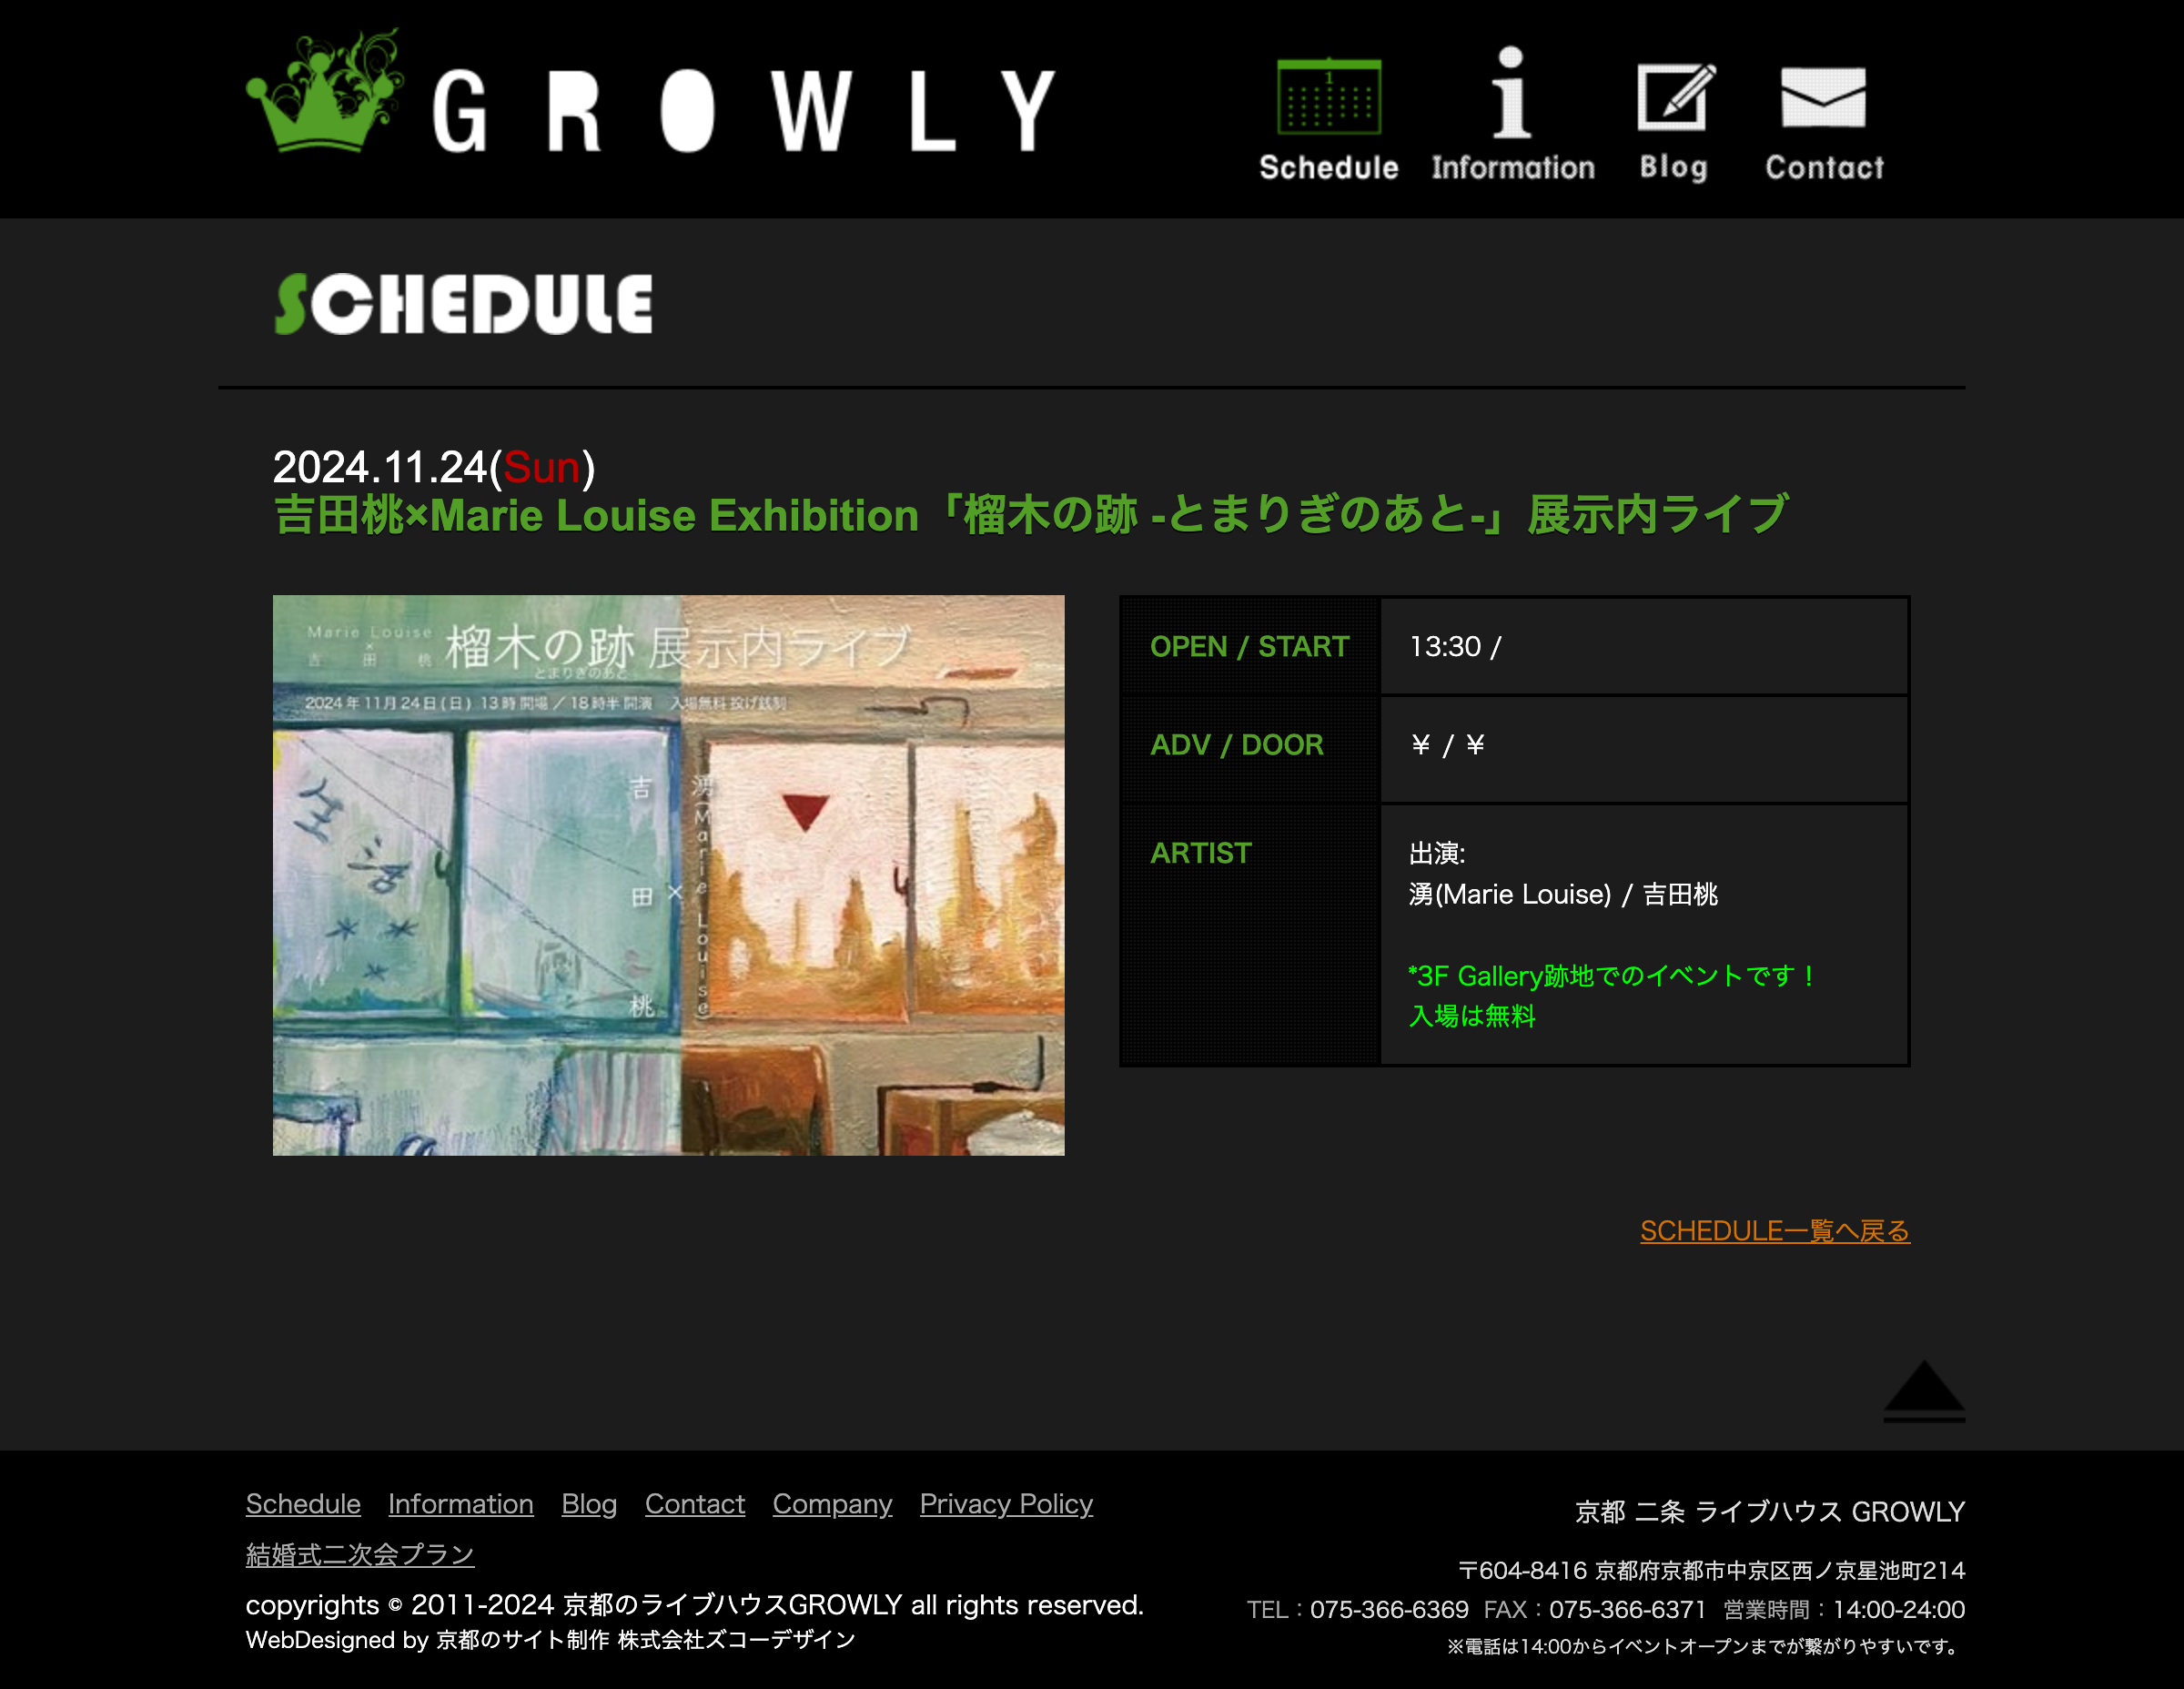 GROWLY
1
Schedule
Information
Blog
Contact
SCHEDULE
2024.11.24(Sun)
吉田桃×Marie Louise Exhibition「榴木の跡 -とまりぎのあと-」展示内ライブ
Marie Louise
×
吉田桃
榴木の跡 展示内ライブ
とまりぎのあと
2024年11月24日(日) 13時開場／18時半開演 入場無料 投げ銭制
生活
吉田桃
×
湧(Marie Louise)
OPEN / START
13:30 /
ADV / DOOR
¥ / ¥
ARTIST
出演:
湧(Marie Louise) / 吉田桃
*3F Gallery跡地でのイベントです！
入場は無料
SCHEDULE一覧へ戻る
Schedule Information Blog Contact Company Privacy Policy
結婚式二次会プラン
copyrights © 2011-2024 京都のライブハウスGROWLY all rights reserved.
WebDesigned by 京都のサイト制作 株式会社ズコーデザイン
京都 二条 ライブハウス GROWLY
〒604-8416 京都府京都市中京区西ノ京星池町214
TEL：075-366-6369 FAX：075-366-6371 営業時間：14:00-24:00
※電話は14:00からイベントオープンまでが繋がりやすいです。